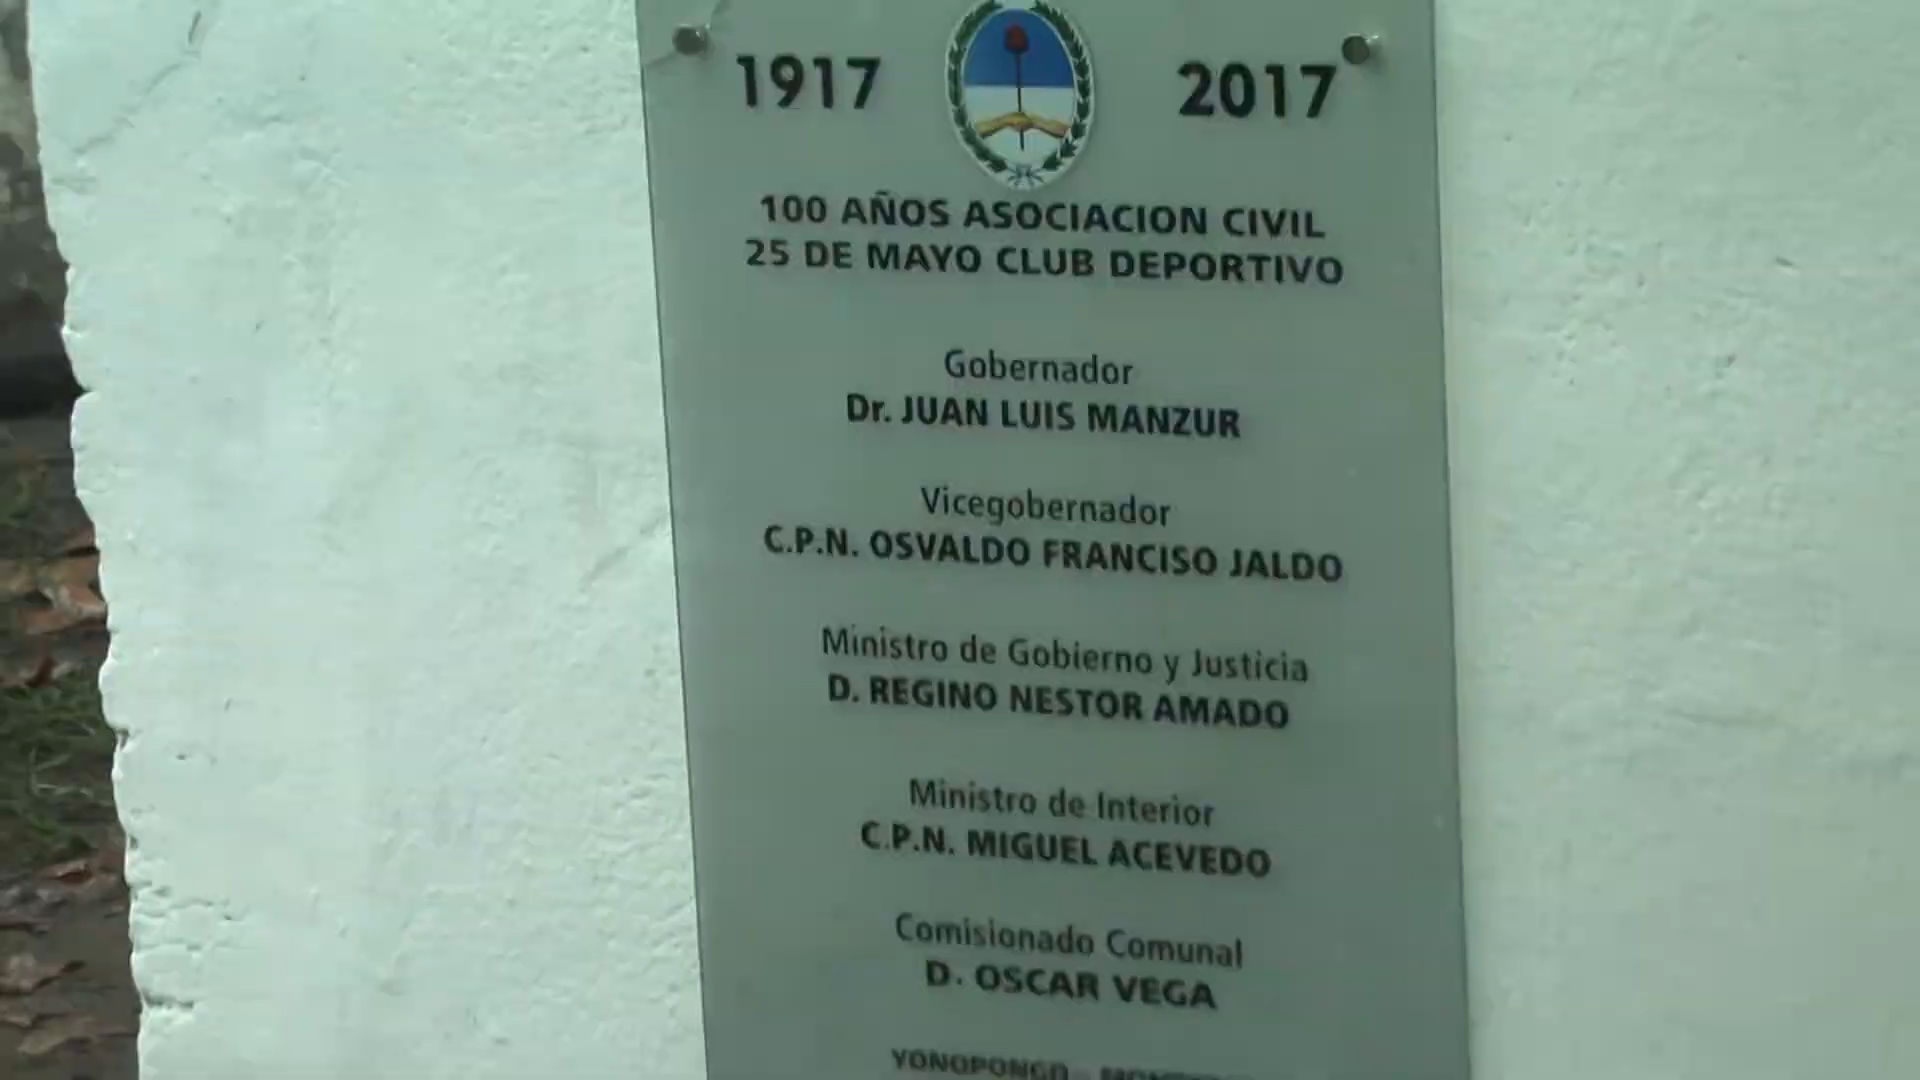 1917 2017
100 AÑOS ASOCIACION CIVIL
25 DE MAYO CLUB DEPORTIVO
Gobernador
Dr. JUAN LUIS MANZUR
Vicegobernador
C.P.N. OSVALDO FRANCISO JALDO
Ministro de Gobierno y Justicia
D. REGINO NESTOR AMADO
Ministro de Interior
C.P.N. MIGUEL ACEVEDO
Comisionado Comunal
D. OSCAR VEGA
YONOPONGO